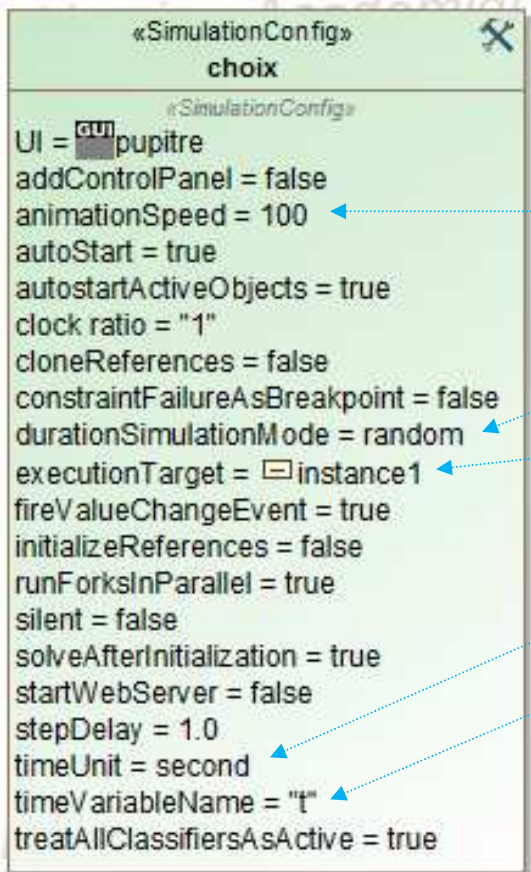 «SimulationConfig»
choix
«SimulationConfig»
UI = GUI pupitre
addControlPanel = false
animationSpeed = 100
autoStart = true
autostartActiveObjects = true
clock ratio = "1"
cloneReferences = false
constraintFailureAsBreakpoint = false
durationSimulationMode = random
executionTarget = instance1
fireValueChangeEvent = true
initializeReferences = false
runForksInParallel = true
silent = false
solveAfterInitialization = true
startWebServer = false
stepDelay = 1.0
timeUnit = second
timeVariableName = "t"
treatAllClassifiersAsActive = true